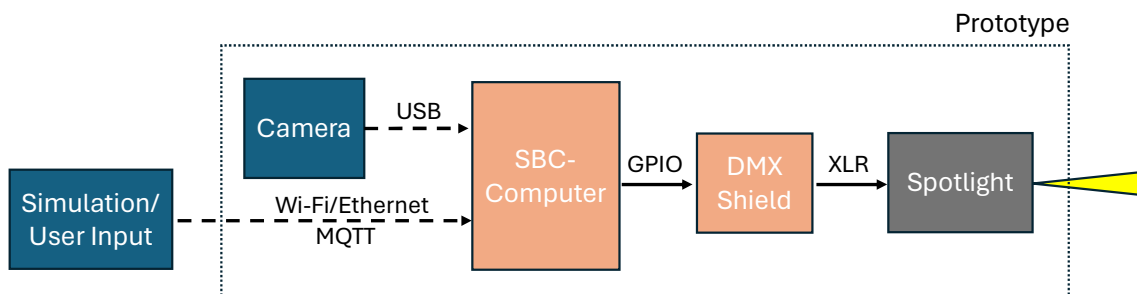 Prototype
Camera
USB
SBC-
Computer
GPIO
DMX
Shield
XLR
Spotlight
Simulation/
User Input
Wi-Fi/Ethernet
MQTT